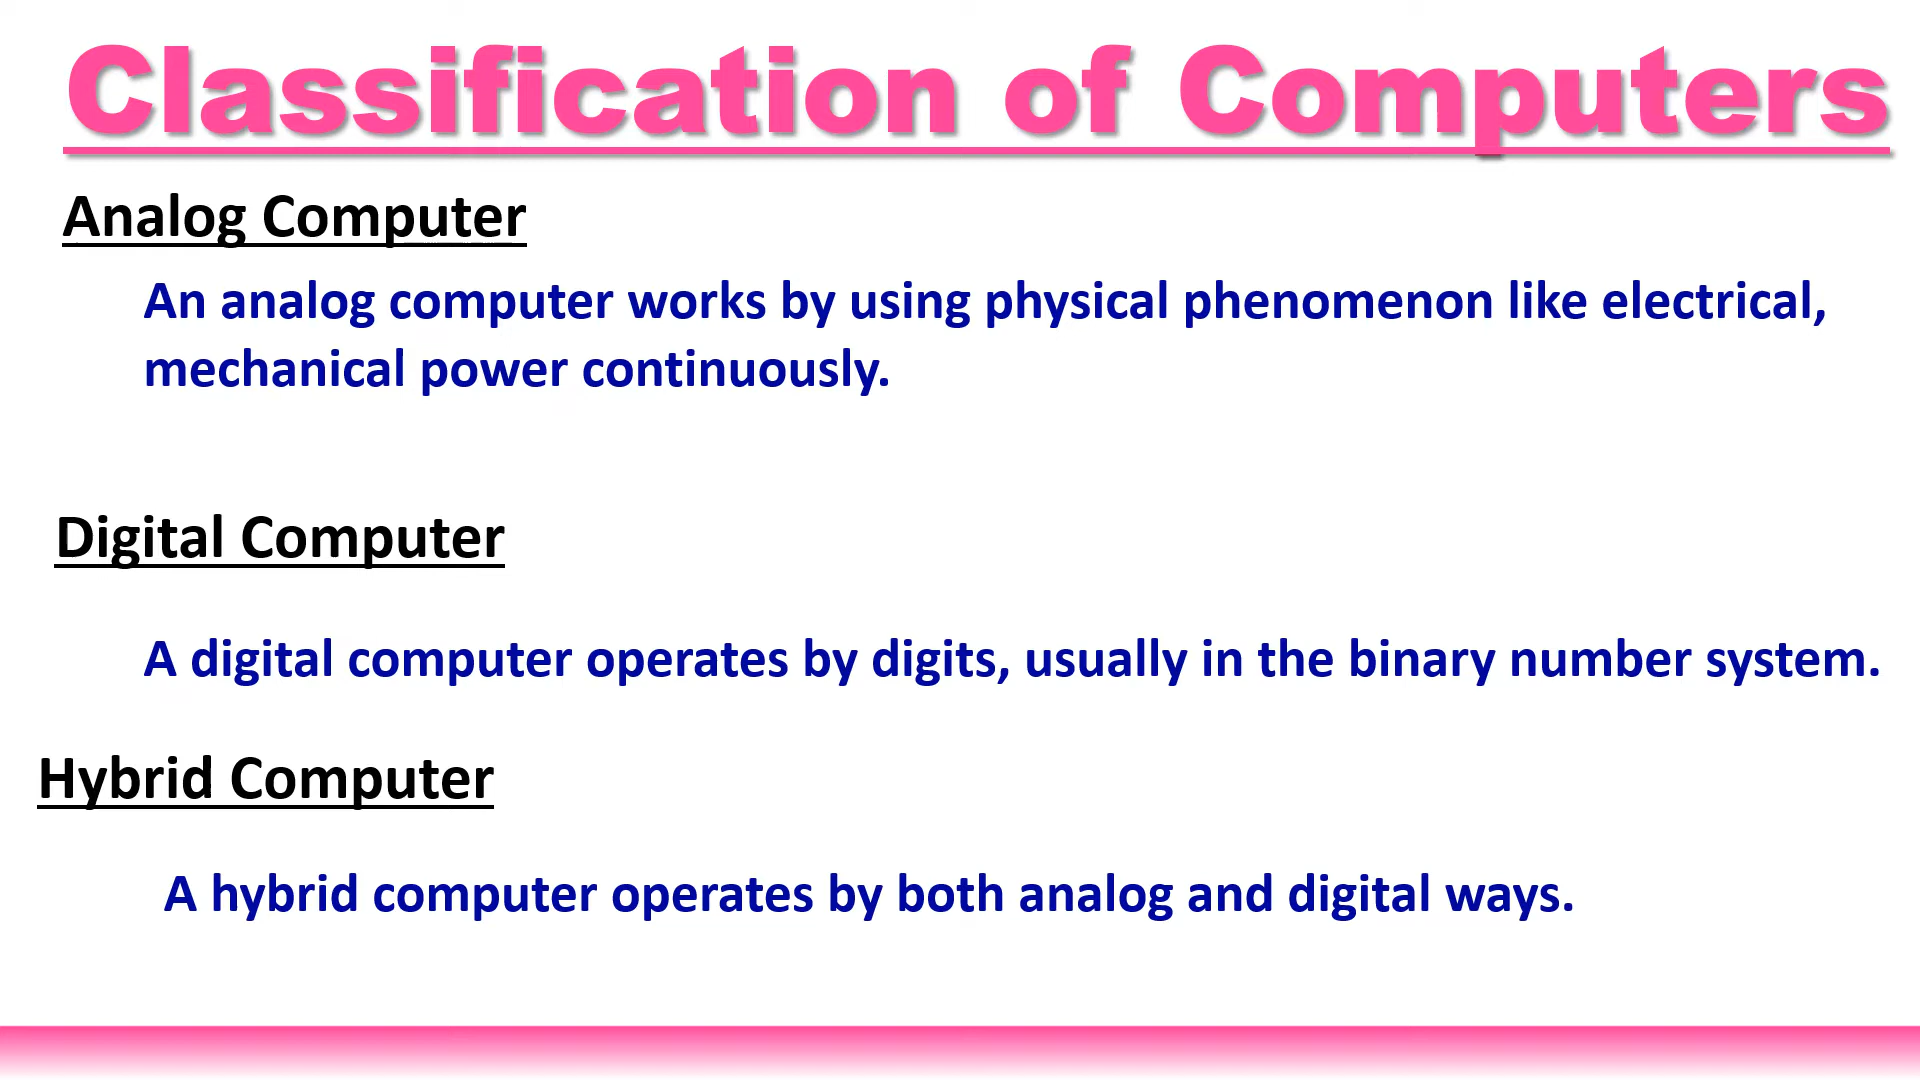 Classification of Computers
Analog Computer
An analog computer works by using physical phenomenon like electrical,
mechanical power continuously.
Digital Computer
A digital computer operates by digits, usually in the binary number system.
Hybrid Computer
A hybrid computer operates by both analog and digital ways.